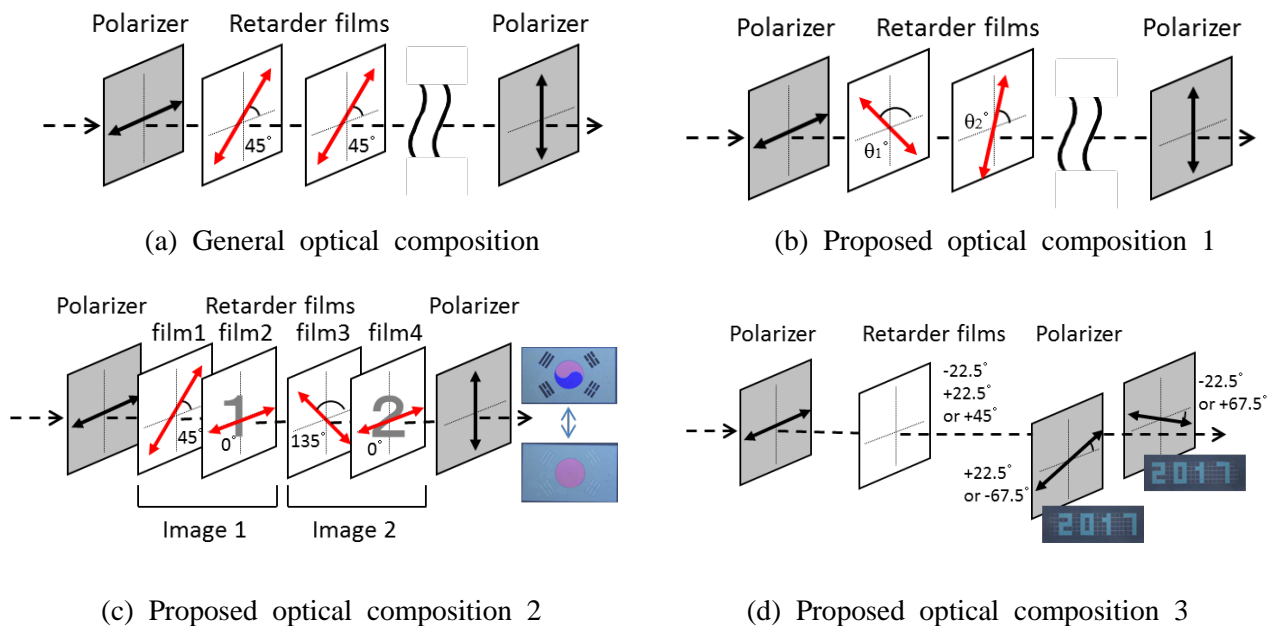 Polarizer Retarder films Polarizer
45° 45°
(a) General optical composition
Polarizer Retarder films Polarizer
θ1° θ2°
(b) Proposed optical composition 1
Polarizer Retarder films Polarizer
film1 film2 film3 film4
45° 1 0° 135° 2 0°
Image 1 Image 2
(c) Proposed optical composition 2
Polarizer Retarder films Polarizer
-22.5°
+22.5°
or +45°
-22.5°
or +67.5°
+22.5°
or -67.5°
2017
2017
(d) Proposed optical composition 3